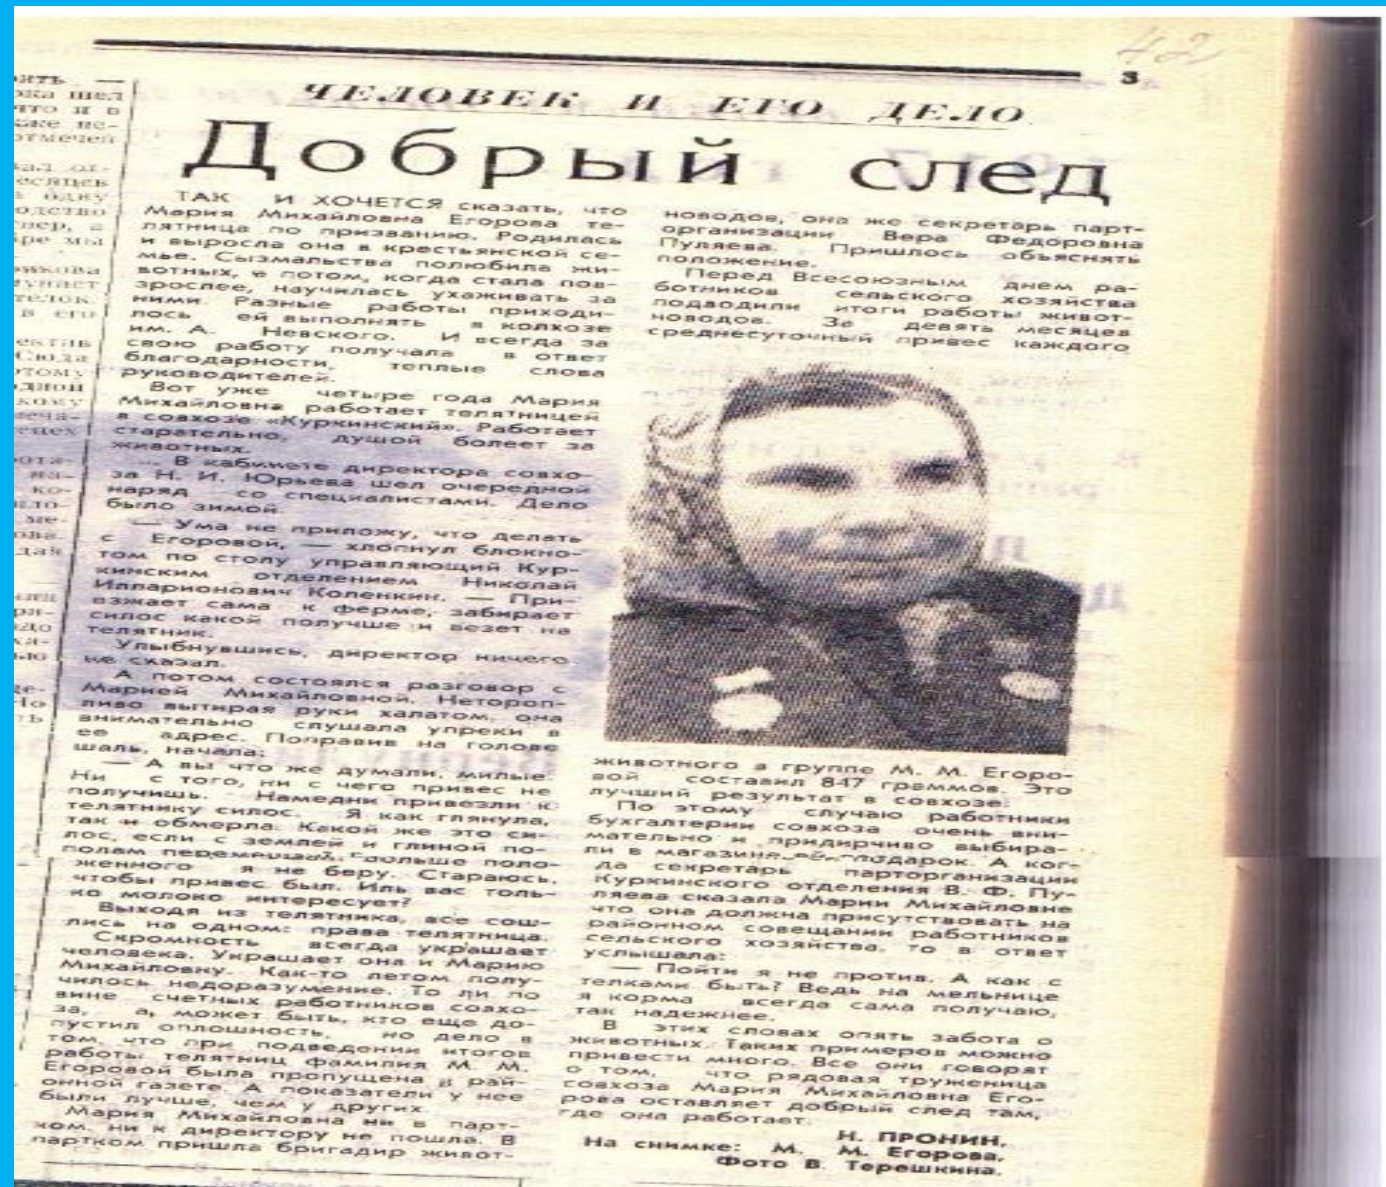 42
3
ЧЕЛОВЕК И ЕГО ДЕЛО
Добрый след
ТАК И ХОЧЕТСЯ сказать, что
Мария Михайловна Егорова те-
лятница по призванию. Родилась
и выросла она в крестьянской се-
мье. Сызмальства полюбила жи-
вотных, а потом, когда стала пов-
зрослее, научилась ухаживать за
ними. Разные работы приходи-
лось ей выполнять в колхозе
им. А. Невского. И всегда за
свою работу получала в ответ
благодарности, теплые слова
руководителей.
Вот уже четыре года Мария
Михайловна работает телятницей
в совхозе «Куркинский». Работает
старательно, душой болеет за
животных.
... В кабинете директора совхо-
за Н. И. Юрьева шел очередной
наряд со специалистами. Дело
было зимой.
— Ума не приложу, что делать
с Егоровой, — хлопнул блокно-
том по столу управляющий Кур-
кинским отделением Николай
Илларионович Коленкин. — При-
взжает сама к ферме, забирает
силос какой получше и везет на
телятник.
Улыбнувшись, директор ничего
не сказал.
А потом состоялся разговор с
Марией Михайловной. Нетороп-
ливо вытирая руки халатом, она
внимательно слушала упреки в
ее адрес. Поправив на голове
шаль, начала:
— А вы что же думали, милые.
Ни с того, ни с чего привес не
получишь. Намедни привезли к
телятнику силос. Я как глянула,
так и обмерла. Какой же это си-
лос, если с землей и глиной по-
полам перемешан. Больше поло-
женного я не беру. Стараюсь,
чтобы привес был. Иль вас толь-
ко молоко интересует?
Выходя из телятника, все сош-
лись на одном: права телятница.
Скромность всегда украшает
человека. Украшает она и Марию
Михайловну. Как-то летом полу-
чилось недоразумение. То ли по
вине счетных работников совхо-
за, а, может быть, кто еще до-
пустил оплошность, но дело в
том, что при подведении итогов
работы телятниц фамилия М. М.
Егоровой была пропущена в рай-
онной газете. А показатели у нее
были лучше, чем у других.
Мария Михайловна ни в парт-
ком, ни к директору не пошла. В
партком пришла бригадир живот-
новодов, она же секретарь парт-
организации Вера Федоровна
Пуляева. Пришлось объяснять
положение.
Перед Всесоюзным днем ра-
ботников сельского хозяйства
подводили итоги работы живот-
новодов. За девять месяцев
среднесуточный привес каждого
животного в группе М. М. Егоро-
вой составил 847 граммов. Это
лучший результат в совхозе.
По этому случаю работники
бухгалтерии совхоза очень вни-
мательно и придирчиво выбира-
ли в магазине ей подарок. А ког-
да секретарь парторганизации
Куркинского отделения В. Ф. Пу-
ляева сказала Марии Михайловне
что она должна присутствовать на
районном совещании работников
сельского хозяйства, то в ответ
услышала:
— Пойти я не против. А как с
телками быть? Ведь на мельнице
я корма всегда сама получаю,
так надежнее.
В этих словах опять забота о
животных. Таких примеров можно
привести много. Все они говорят
о том, что рядовая труженица
совхоза Мария Михайловна Его-
рова оставляет добрый след там,
где она работает.
Н. ПРОНИН.
На снимке: М. М. Егорова.
Фото В. Терешкина.